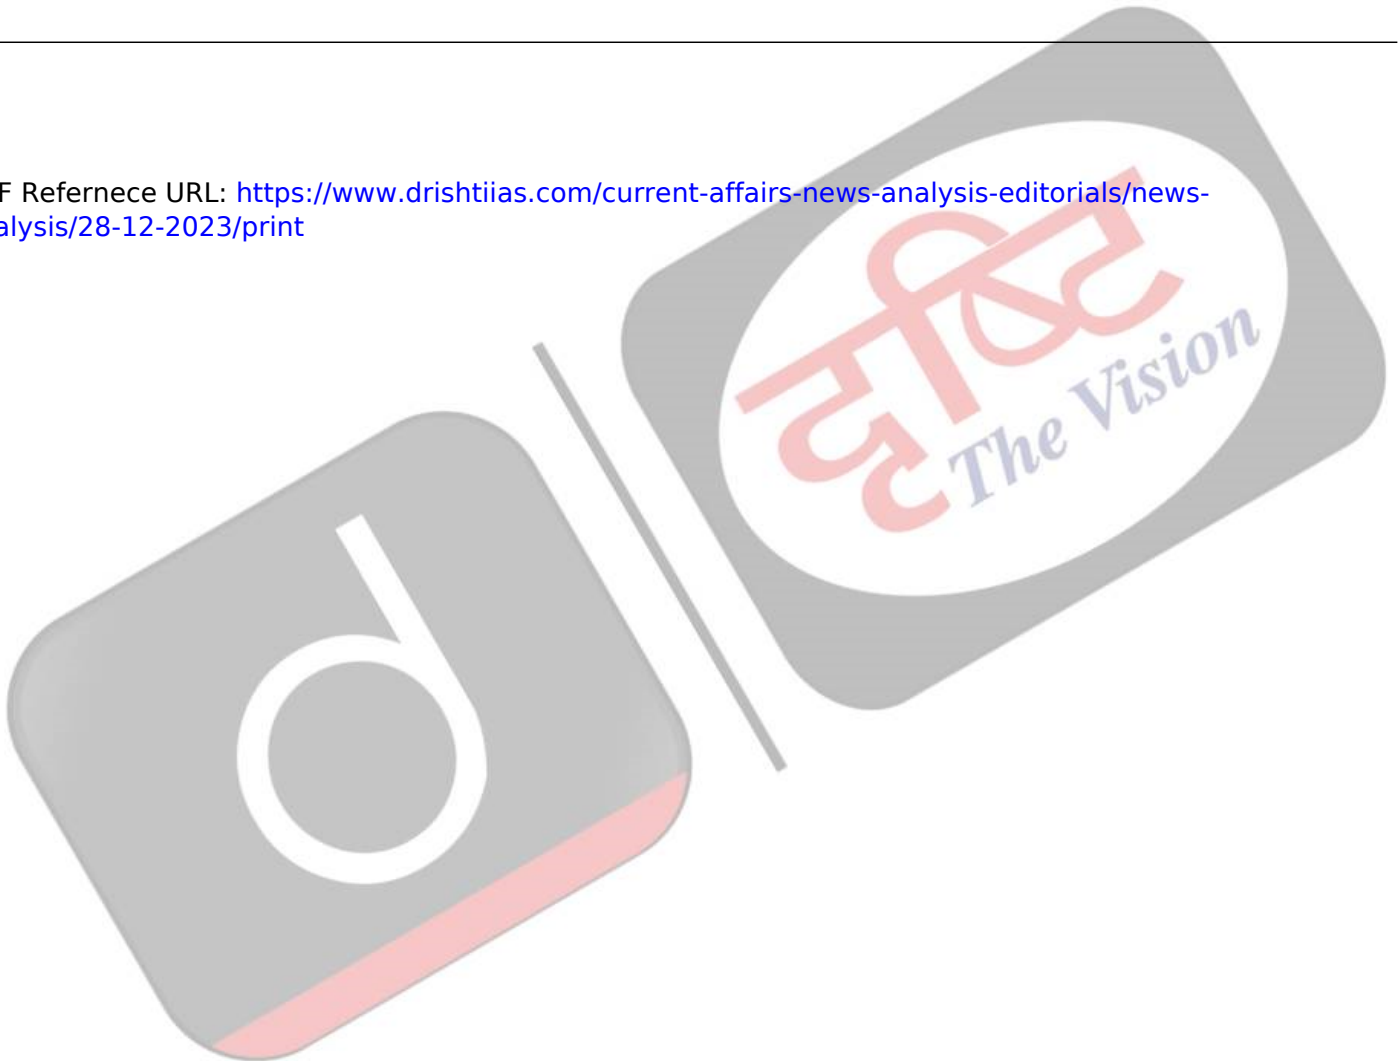 F Refernece URL: https://www.drishtiias.com/current-affairs-news-analysis-editorials/news-
alysis/28-12-2023/print
दृष्टि
The Vision
d